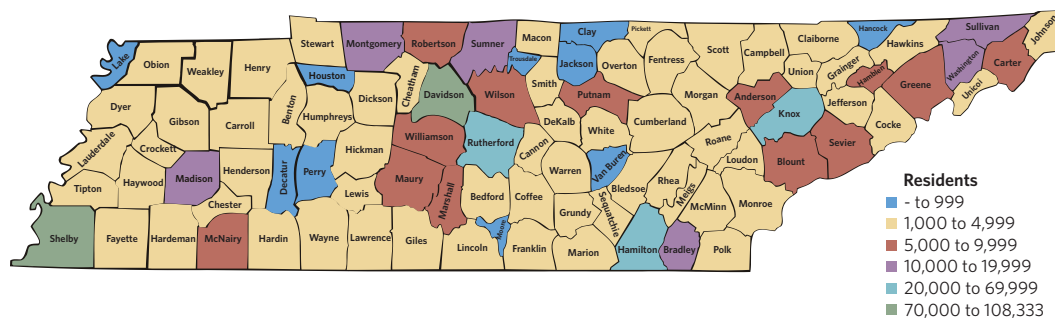 Stewart
Montgomery
Robertson
Sumner
Macon
Clay
Pickett
Scott
Campbell
Claiborne
Hancock
Hawkins
Sullivan
Johnson
Lake
Obion
Weakley
Henry
Houston
Cheatham
Trousdale
Jackson
Overton
Fentress
Union
Grainger
Hamblen
Washington
Carter
Greene
Unicoi
Dyer
Gibson
Carroll
Benton
Humphreys
Dickson
Davidson
Wilson
Smith
Putnam
Morgan
Anderson
Knox
Jefferson
Cocke
Lauderdale
Crockett
Hickman
Williamson
Rutherford
Cannon
DeKalb
White
Cumberland
Roane
Loudon
Blount
Sevier
Tipton
Haywood
Madison
Henderson
Decatur
Perry
Lewis
Maury
Marshall
Bedford
Coffee
Warren
Van Buren
Bledsoe
Rhea
Meigs
McMinn
Monroe
Chester
Grundy
Sequatchie
Shelby
Fayette
Hardeman
McNairy
Hardin
Wayne
Lawrence
Giles
Lincoln
Moore
Franklin
Marion
Hamilton
Bradley
Polk
Residents
- to 999
1,000 to 4,999
5,000 to 9,999
10,000 to 19,999
20,000 to 69,999
70,000 to 108,333